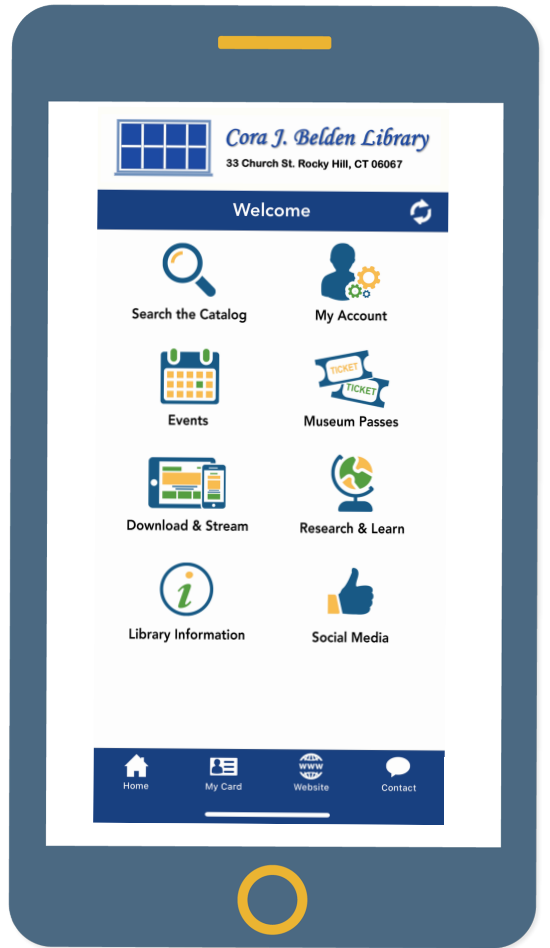 Cora J. Belden Library
33 Church St. Rocky Hill, CT 06067
Welcome
Search the Catalog
My Account
TICKET
TICKET
Events
Museum Passes
Download & Stream
Research & Learn
i
Library Information
Social Media
WWW
Home
My Card
Website
Contact